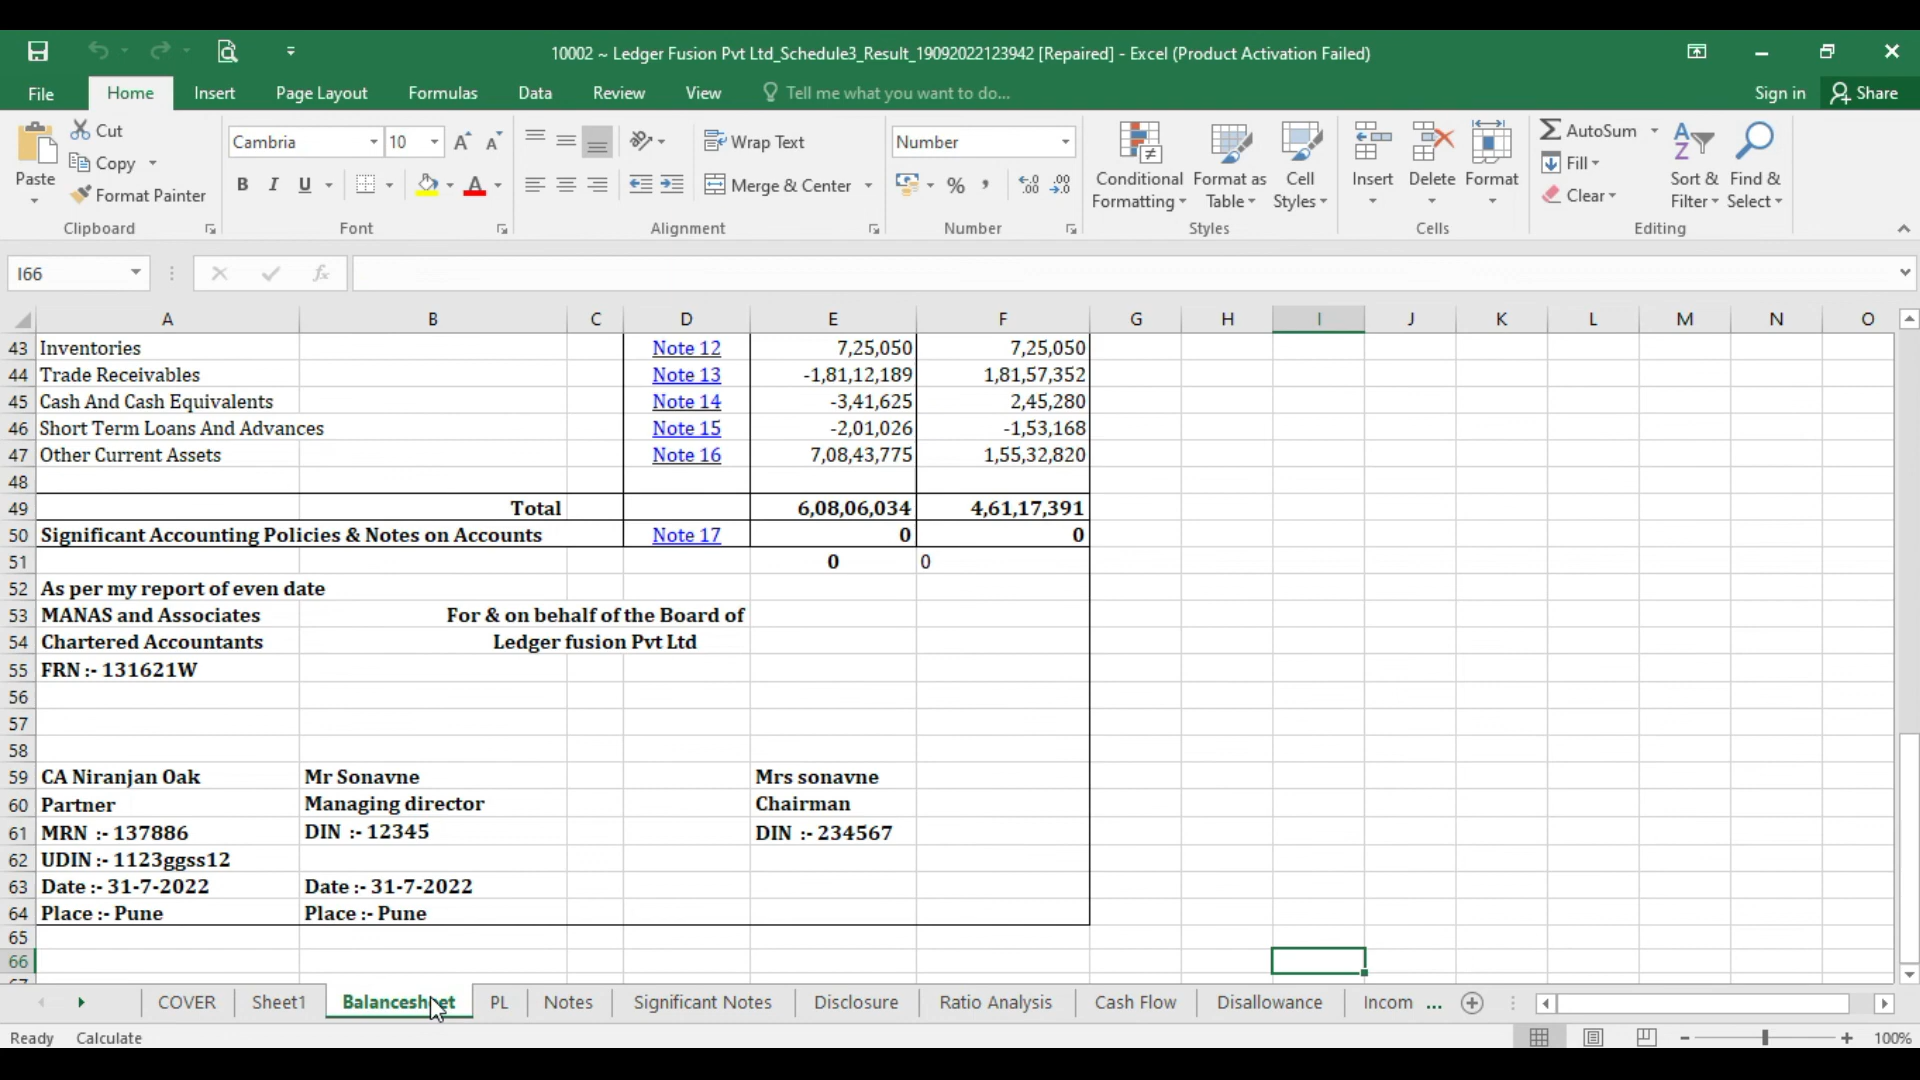 10002 ~ Ledger Fusion Pvt Ltd_Schedule3_Result_19092022123942 [Repaired] - Excel (Product Activation Failed)
File Home Insert Page Layout Formulas Data Review View Tell me what you want to do... Sign in Share
Paste Cut Copy Format Painter Clipboard
Cambria 10 B I U Font
Wrap Text Merge & Center Alignment
Number % Number
Conditional Formatting Format as Table Cell Styles Styles
Insert Delete Format Cells
AutoSum Fill Clear Sort & Filter Find & Select Editing
I66 fx
A B C D E F G H I J K L M N O
43 Inventories Note 12 7,25,050 7,25,050
44 Trade Receivables Note 13 -1,81,12,189 1,81,57,352
45 Cash And Cash Equivalents Note 14 -3,41,625 2,45,280
46 Short Term Loans And Advances Note 15 -2,01,026 -1,53,168
47 Other Current Assets Note 16 7,08,43,775 1,55,32,820
48
49 Total 6,08,06,034 4,61,17,391
50 Significant Accounting Policies & Notes on Accounts Note 17 0 0
51 0 0
52 As per my report of even date
53 MANAS and Associates For & on behalf of the Board of
54 Chartered Accountants Ledger fusion Pvt Ltd
55 FRN :- 131621W
56
57
58
59 CA Niranjan Oak Mr Sonavne Mrs sonavne
60 Partner Managing director Chairman
61 MRN :- 137886 DIN :- 12345 DIN :- 234567
62 UDIN :- 1123ggss12
63 Date :- 31-7-2022 Date :- 31-7-2022
64 Place :- Pune Place :- Pune
65
66
COVER Sheet1 Balancesheet PL Notes Significant Notes Disclosure Ratio Analysis Cash Flow Disallowance Incom ...
Ready Calculate 100%